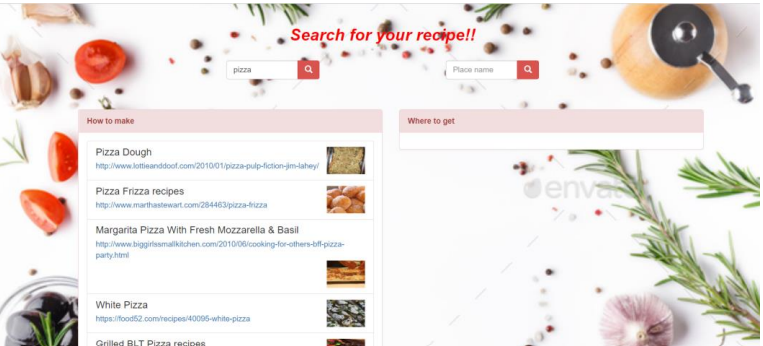 Search for your recipe!!
pizza
Place name
How to make
Where to get
Pizza Dough
http://www.lottieanddoof.com/2010/01/pizza-pulp-fiction-jim-lahey/
Pizza Frizza recipes
http://www.marthastewart.com/284463/pizza-frizza
Margarita Pizza With Fresh Mozzarella & Basil
http://www.biggirlssmallkitchen.com/2010/06/cooking-for-others-bff-pizza-
party.html
White Pizza
https://food52.com/recipes/40095-white-pizza
Grilled BLT Pizza recipes
envato